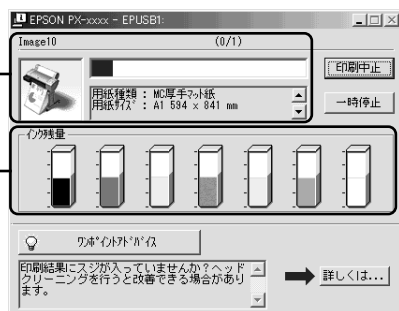 EPSON PX-xxxx - EPUSB1:
Image10 (0/1)
印刷中止
用紙種類 : MC厚手ﾏｯﾄ紙
用紙ｻｲｽﾞ : A1 594 x 841 mm
一時停止
ｲﾝｸ残量
ﾜﾝﾎﾟｲﾝﾄｱﾄﾞﾊﾞｲｽ
印刷結果にスジが入っていませんか？ヘッド
クリーニングを行うと改善できる場合があり
ます。
詳しくは...